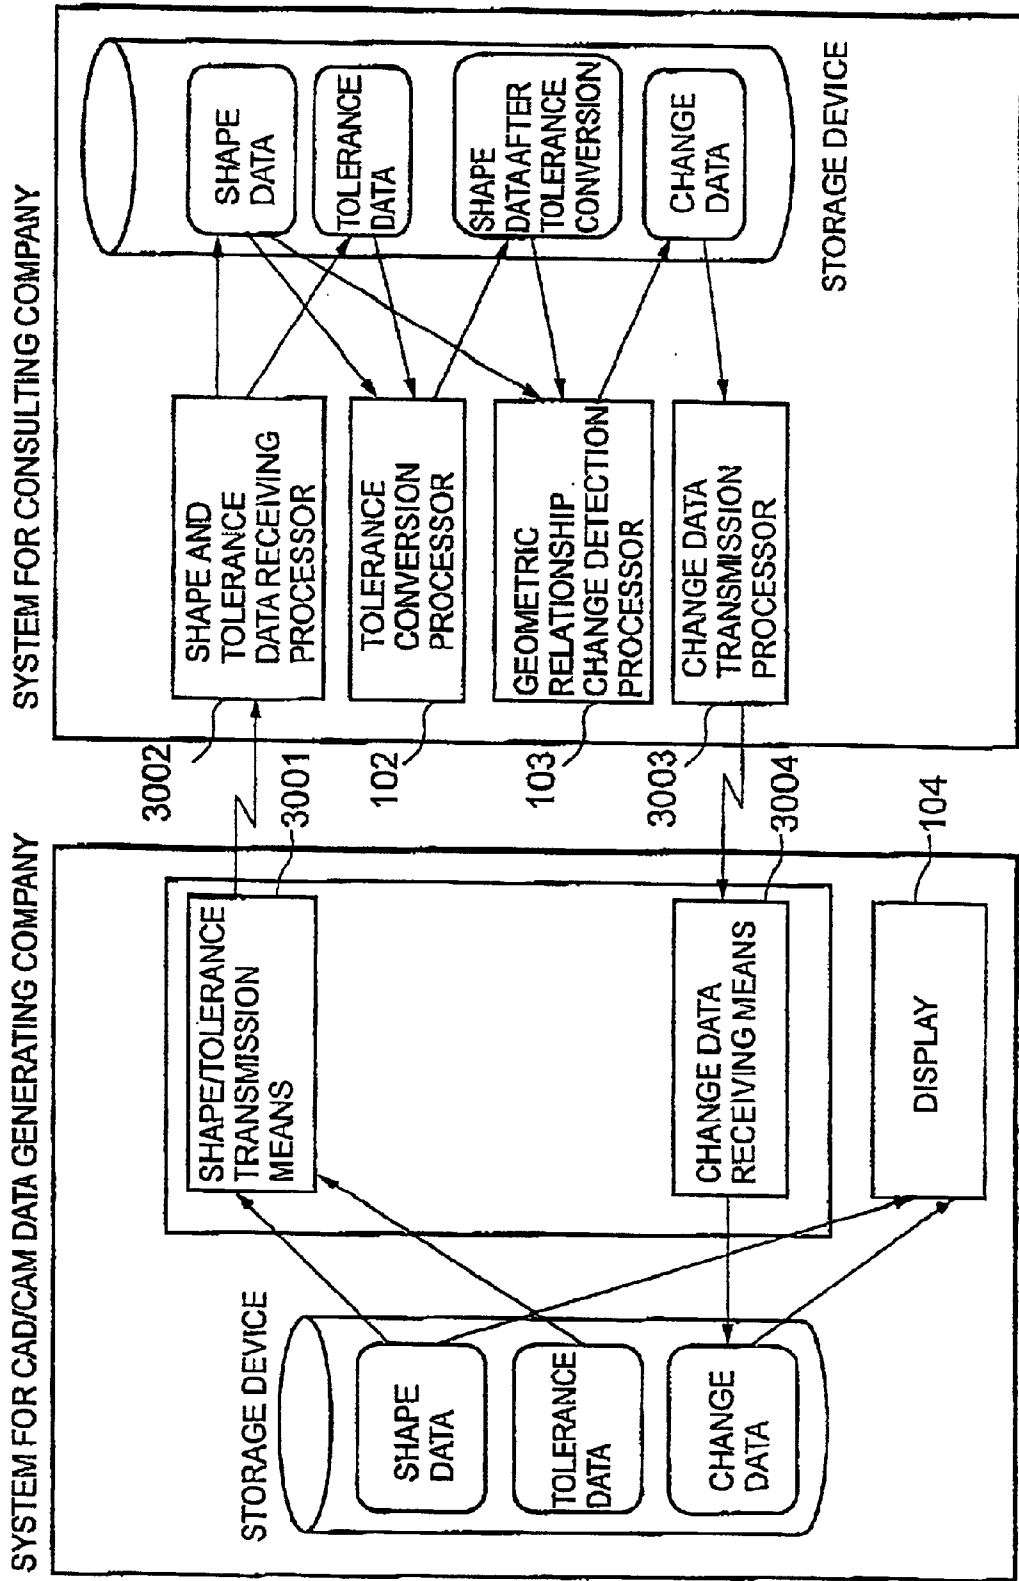 SYSTEM FOR CAD/CAM DATA GENERATING COMPANY
STORAGE DEVICE
SHAPE
DATA
TOLERANCE
DATA
CHANGE
DATA
SHAPE/TOLERANCE
TRANSMISSION
MEANS
3001
CHANGE DATA
RECEIVING MEANS
3004
DISPLAY
104
SYSTEM FOR CONSULTING COMPANY
3002
SHAPE AND
TOLERANCE
DATA RECEIVING
PROCESSOR
102
TOLERANCE
CONVERSION
PROCESSOR
103
GEOMETRIC
RELATIONSHIP
CHANGE DETECTION
PROCESSOR
3003
CHANGE DATA
TRANSMISSION
PROCESSOR
SHAPE
DATA
TOLERANCE
DATA
SHAPE
DATAAFTER
TOLERANCE
CONVERSION
CHANGE
DATA
STORAGE DEVICE